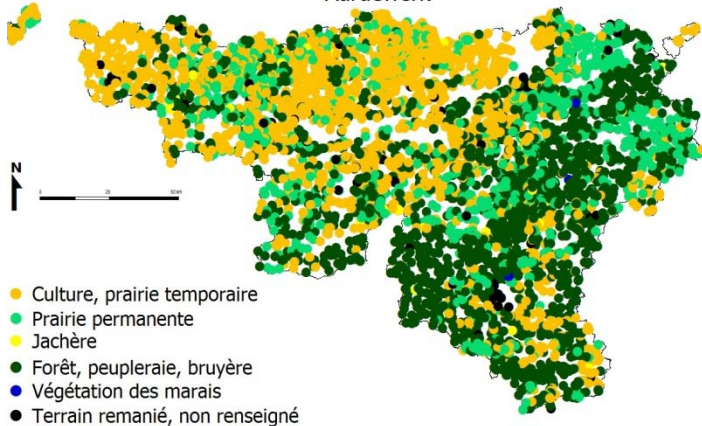 N
0
25
50 km
Culture, prairie temporaire
Prairie permanente
Jachère
Forêt, peupleraie, bruyère
Végétation des marais
Terrain remanié, non renseigné